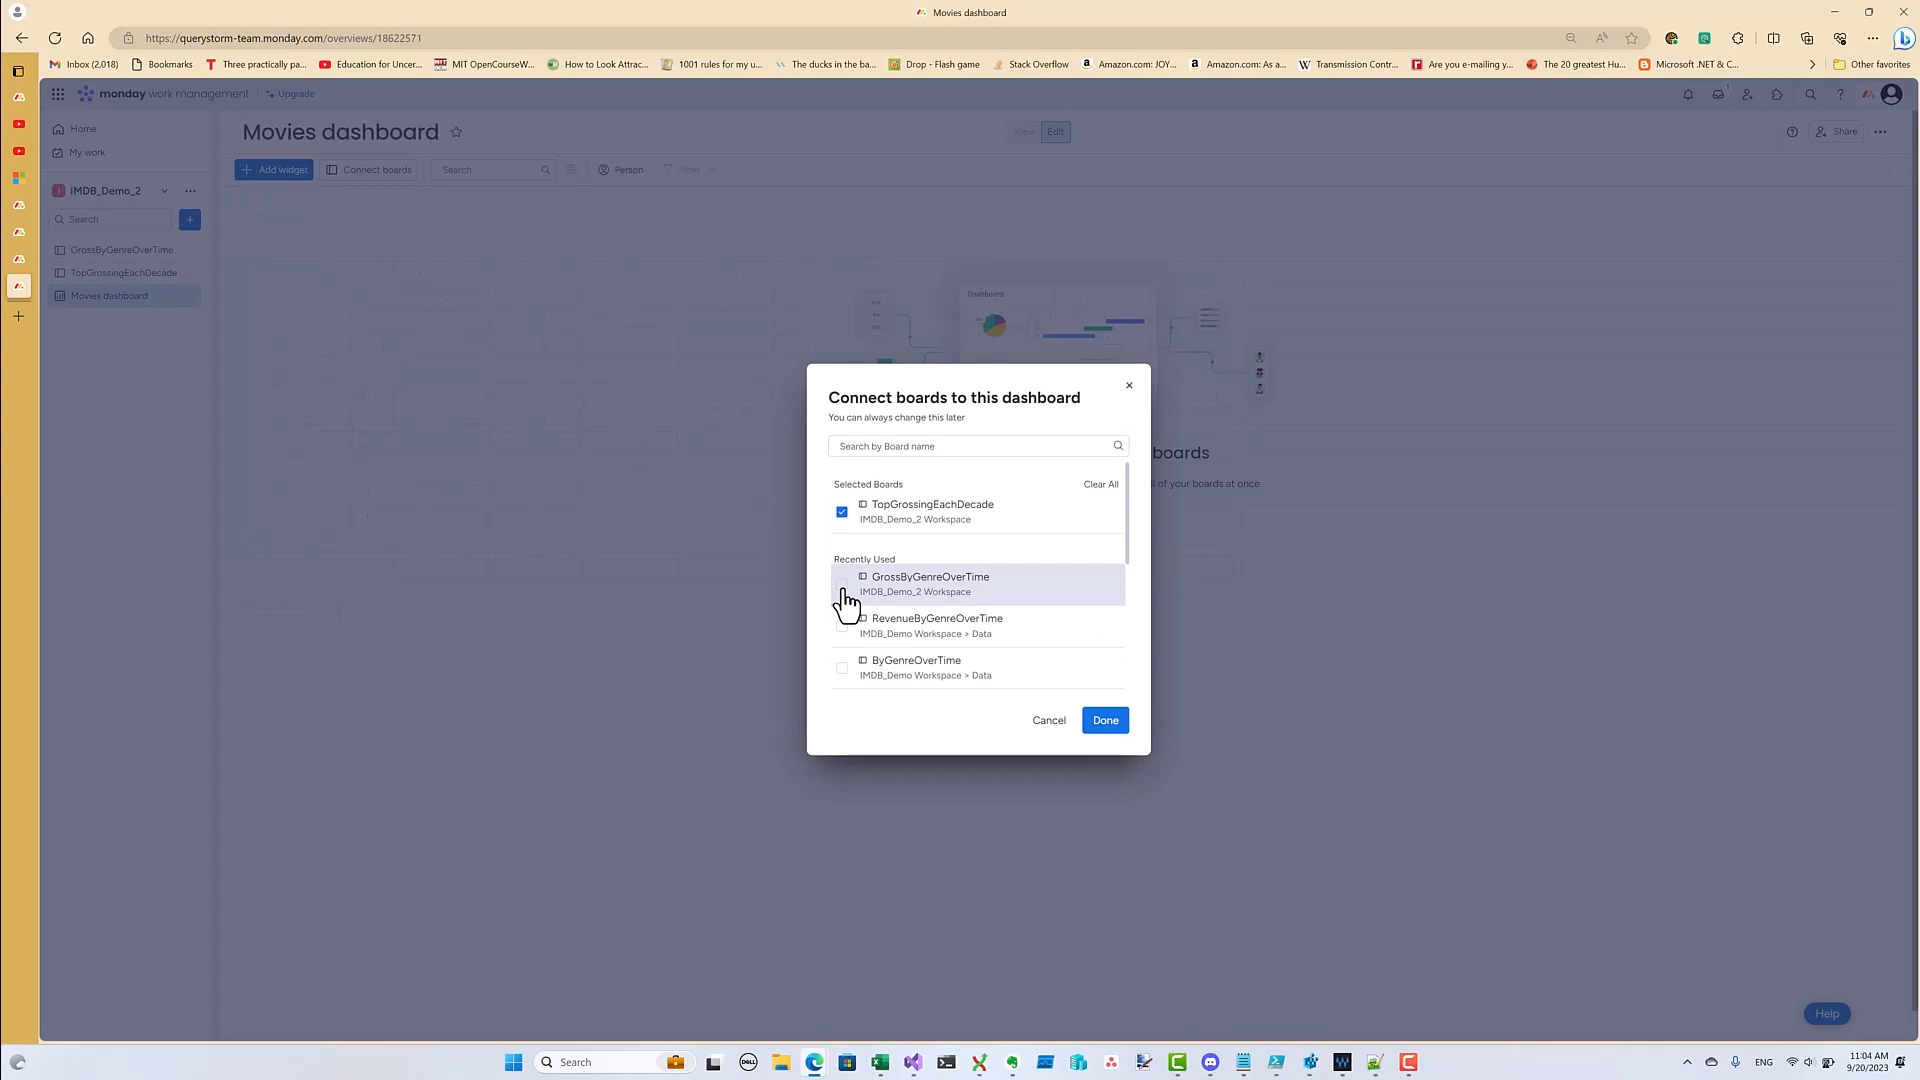 Movies dashboard
https://querystorm-team.monday.com/overviews/18622571
Inbox (2,018)
Bookmarks
Three practically pa...
Education for Uncer...
MIT OpenCourseW...
How to Look Attrac...
1001 rules for my u...
The ducks in the ba...
Drop - Flash game
Stack Overflow
Amazon.com: JOY...
Amazon.com: As a...
Transmission Contr...
Are you e-mailing y...
The 20 greatest Hu...
Microsoft .NET & C...
Other favorites
monday work management
Upgrade
Home
My work
IMDB_Demo_2
Search
GrossByGenreOverTime
TopGrossingEachDecade
Movies dashboard
Movies dashboard
View
Edit
Share
Add widget
Connect boards
Search
Person
Filter
Dashboard
boards
ll of your boards at once
Connect boards to this dashboard
You can always change this later
Search by Board name
Selected Boards
Clear All
TopGrossingEachDecade
IMDB_Demo_2 Workspace
Recently Used
GrossByGenreOverTime
IMDB_Demo_2 Workspace
RevenueByGenreOverTime
IMDB_Demo Workspace > Data
ByGenreOverTime
IMDB_Demo Workspace > Data
Cancel
Done
Help
Search
ENG
11:04 AM
9/20/2023